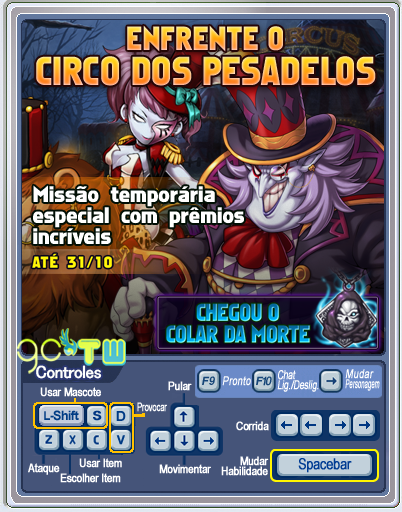 ENFRENTE O
CIRCO DOS PESADELOS
CIRCUS
Missão temporária
especial com prêmios
incríveis
ATÉ 31/10
CHEGOU O
COLAR DA MORTE
gc TW
Controles
F9 Pronto F10 Chat Lig./Deslig. → Mudar Personagem
Usar Mascote
Pular
L-Shift S D Provocar ↑
Corrida ← ← → →
Z X C V ← ↓ →
Ataque Usar Item Movimentar
Escolher Item
Mudar Habilidade Spacebar